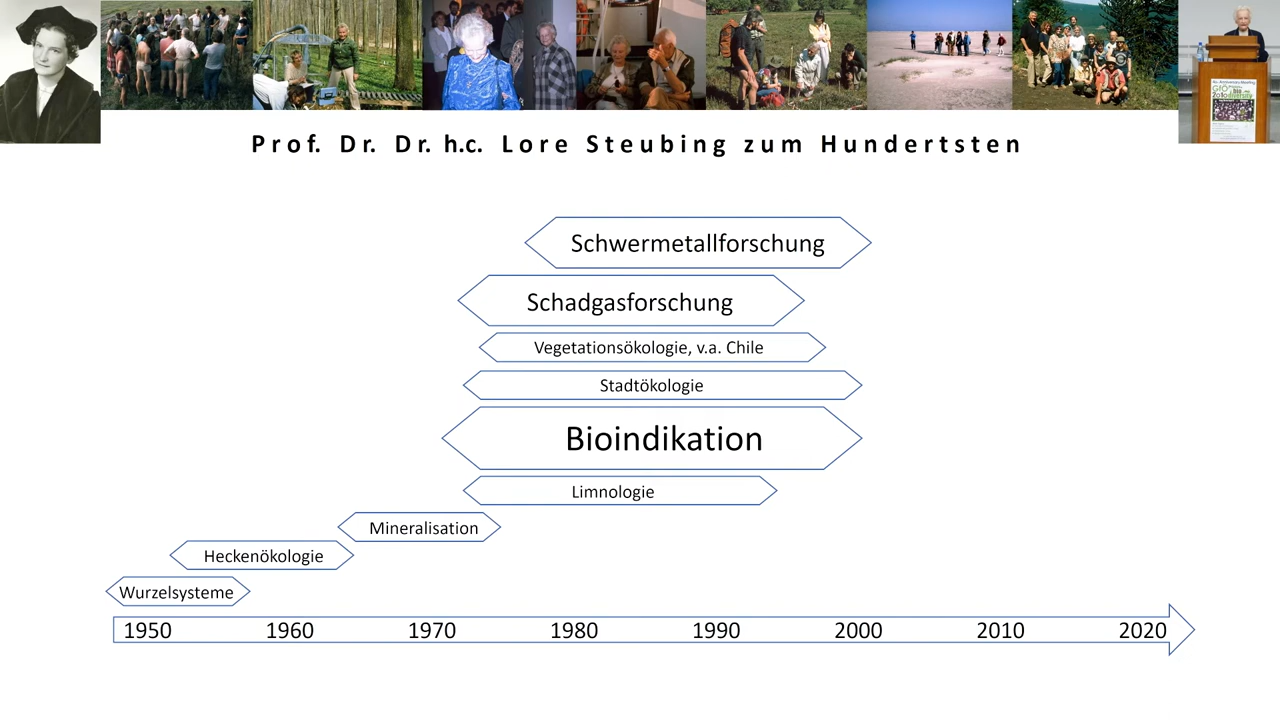 Prof. Dr. Dr. h.c. Lore Steubing zum Hundertsten
Schwermetallforschung
Schadgasforschung
Vegetationsökologie, v.a. Chile
Stadtökologie
Bioindikation
Limnologie
Mineralisation
Heckenökologie
Wurzelsysteme
1950 1960 1970 1980 1990 2000 2010 2020